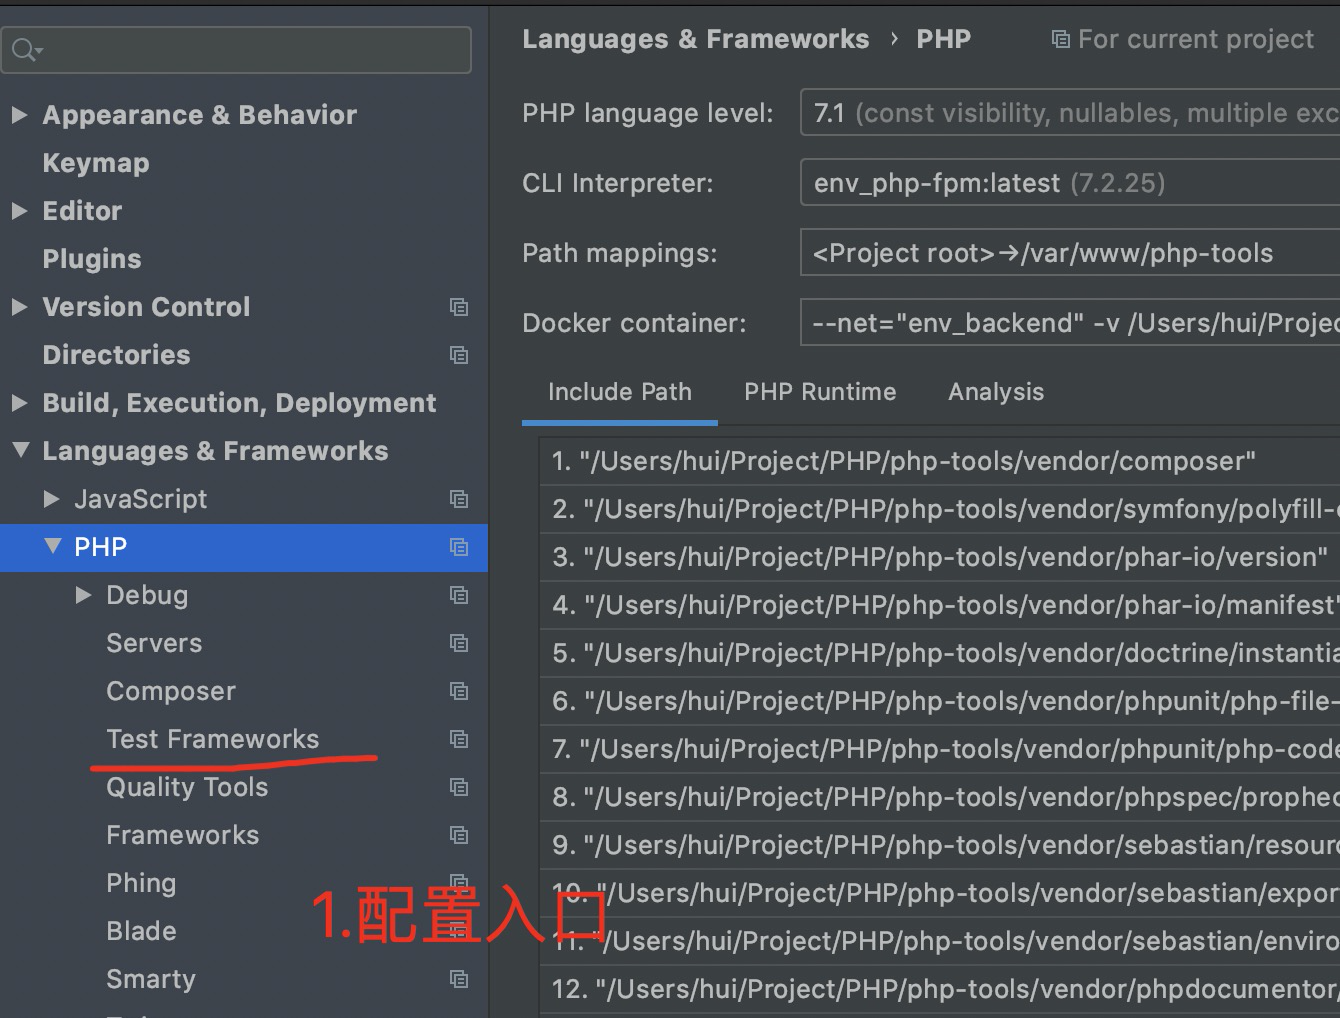 Appearance & Behavior
Keymap
Editor
Plugins
Version Control
Directories
Build, Execution, Deployment
Languages & Frameworks
JavaScript
PHP
Debug
Servers
Composer
Test Frameworks
Quality Tools
Frameworks
Phing
Blade
Smarty
1.配置入口
Languages & Frameworks › PHP
For current project
PHP language level: 7.1 (const visibility, nullables, multiple exc
CLI Interpreter: env_php-fpm:latest (7.2.25)
Path mappings: <Project root>→/var/www/php-tools
Docker container: --net="env_backend" -v /Users/hui/Projec
Include Path PHP Runtime Analysis
1. "/Users/hui/Project/PHP/php-tools/vendor/composer"
2. "/Users/hui/Project/PHP/php-tools/vendor/symfony/polyfill-c
3. "/Users/hui/Project/PHP/php-tools/vendor/phar-io/version"
4. "/Users/hui/Project/PHP/php-tools/vendor/phar-io/manifest"
5. "/Users/hui/Project/PHP/php-tools/vendor/doctrine/instantia
6. "/Users/hui/Project/PHP/php-tools/vendor/phpunit/php-file-
7. "/Users/hui/Project/PHP/php-tools/vendor/phpunit/php-code
8. "/Users/hui/Project/PHP/php-tools/vendor/phpspec/prophec
9. "/Users/hui/Project/PHP/php-tools/vendor/sebastian/resour
10. "/Users/hui/Project/PHP/php-tools/vendor/sebastian/expor
11. "/Users/hui/Project/PHP/php-tools/vendor/sebastian/enviro
12. "/Users/hui/Project/PHP/php-tools/vendor/phpdocumentor/